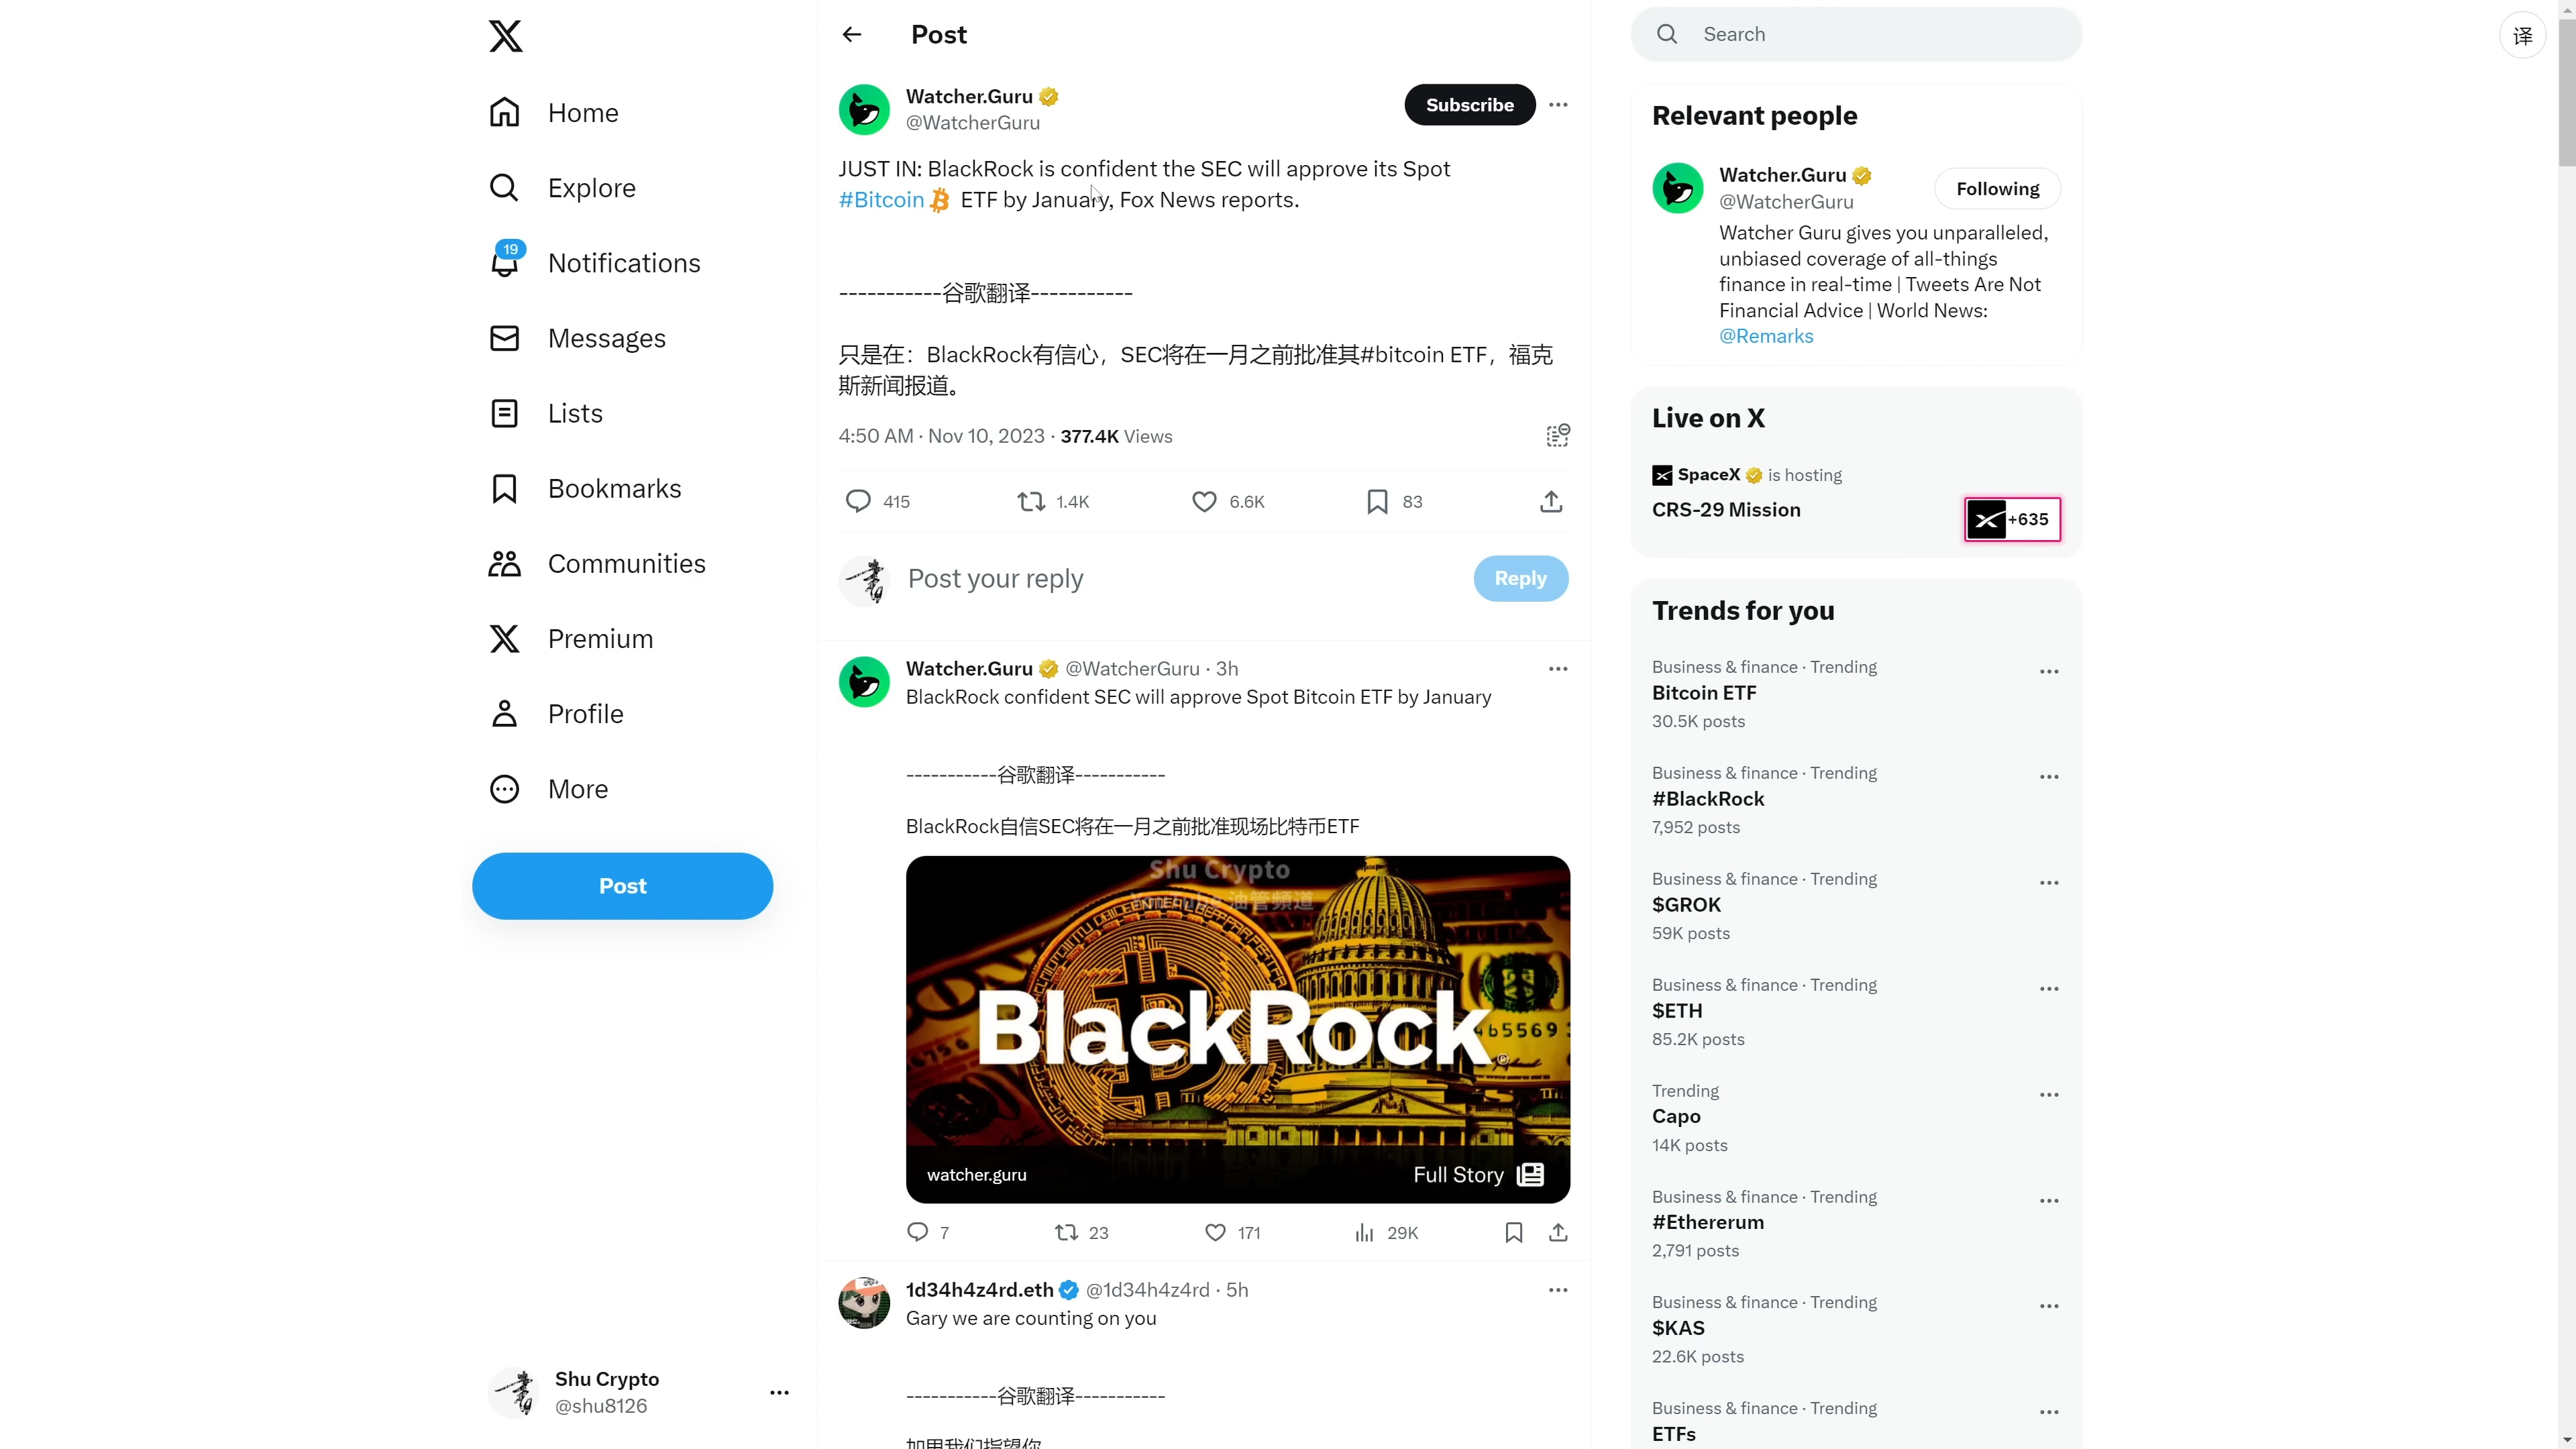 Home
Explore
19
Notifications
Messages
Lists
Bookmarks
Communities
Premium
Profile
More
Post
Shu Crypto
@shu8126
Post
Watcher.Guru
@WatcherGuru
Subscribe
JUST IN: BlackRock is confident the SEC will approve its Spot
#Bitcoin ETF by January, Fox News reports.
-----------谷歌翻译-----------
只是在：BlackRock有信心，SEC将在一月之前批准其#bitcoin ETF，福克
斯新闻报道。
4:50 AM · Nov 10, 2023 · 377.4K Views
415 1.4K 6.6K 83
Post your reply
Reply
Watcher.Guru @WatcherGuru · 3h
BlackRock confident SEC will approve Spot Bitcoin ETF by January
-----------谷歌翻译-----------
BlackRock自信SEC将在一月之前批准现场比特币ETF
Shu Crypto
YouTube 油管頻道
BlackRock
watcher.guru
Full Story
7 23 171 29K
1d34h4z4rd.eth @1d34h4z4rd · 5h
Gary we are counting on you
-----------谷歌翻译-----------
Search
译
Relevant people
Watcher.Guru
@WatcherGuru
Following
Watcher Guru gives you unparalleled,
unbiased coverage of all-things
finance in real-time | Tweets Are Not
Financial Advice | World News:
@Remarks
Live on X
SpaceX is hosting
CRS-29 Mission
+635
Trends for you
Business & finance · Trending
Bitcoin ETF
30.5K posts
Business & finance · Trending
#BlackRock
7,952 posts
Business & finance · Trending
$GROK
59K posts
Business & finance · Trending
$ETH
85.2K posts
Trending
Capo
14K posts
Business & finance · Trending
#Ethererum
2,791 posts
Business & finance · Trending
$KAS
22.6K posts
Business & finance · Trending
ETFs